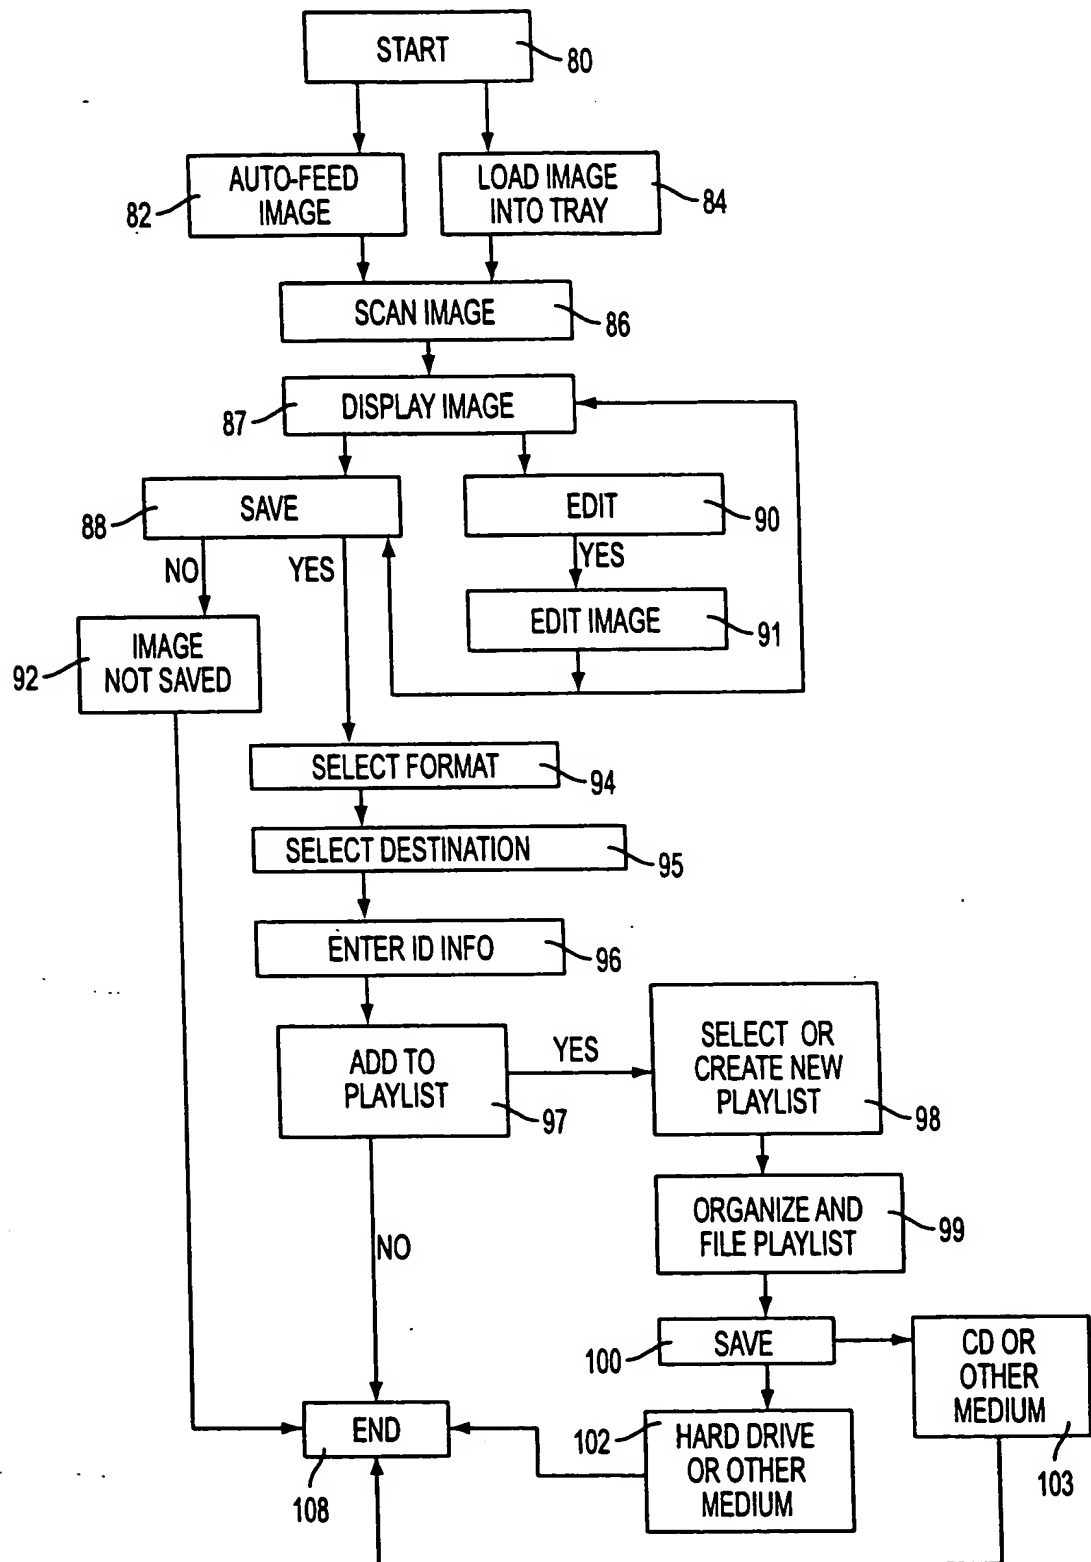 START
80
AUTO-FEED
IMAGE
82
LOAD IMAGE
INTO TRAY
84
SCAN IMAGE
86
DISPLAY IMAGE
87
SAVE
88
EDIT
90
NO
YES
YES
EDIT IMAGE
91
IMAGE
NOT SAVED
92
SELECT FORMAT
94
SELECT DESTINATION
95
ENTER ID INFO
96
ADD TO
PLAYLIST
97
YES
SELECT OR
CREATE NEW
PLAYLIST
98
ORGANIZE AND
FILE PLAYLIST
99
NO
SAVE
100
CD OR
OTHER
MEDIUM
103
END
108
102
HARD DRIVE
OR OTHER
MEDIUM